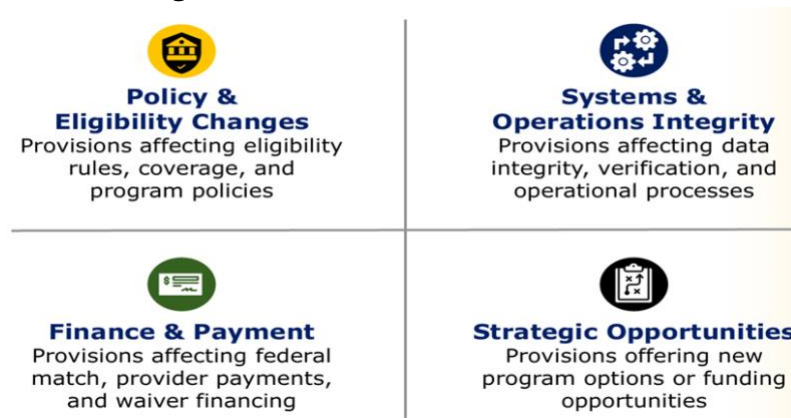 Policy &
Eligibility Changes
Provisions affecting eligibility
rules, coverage, and
program policies
Systems &
Operations Integrity
Provisions affecting data
integrity, verification, and
operational processes
Finance & Payment
Provisions affecting federal
match, provider payments,
and waiver financing
Strategic Opportunities
Provisions offering new
program options or funding
opportunities